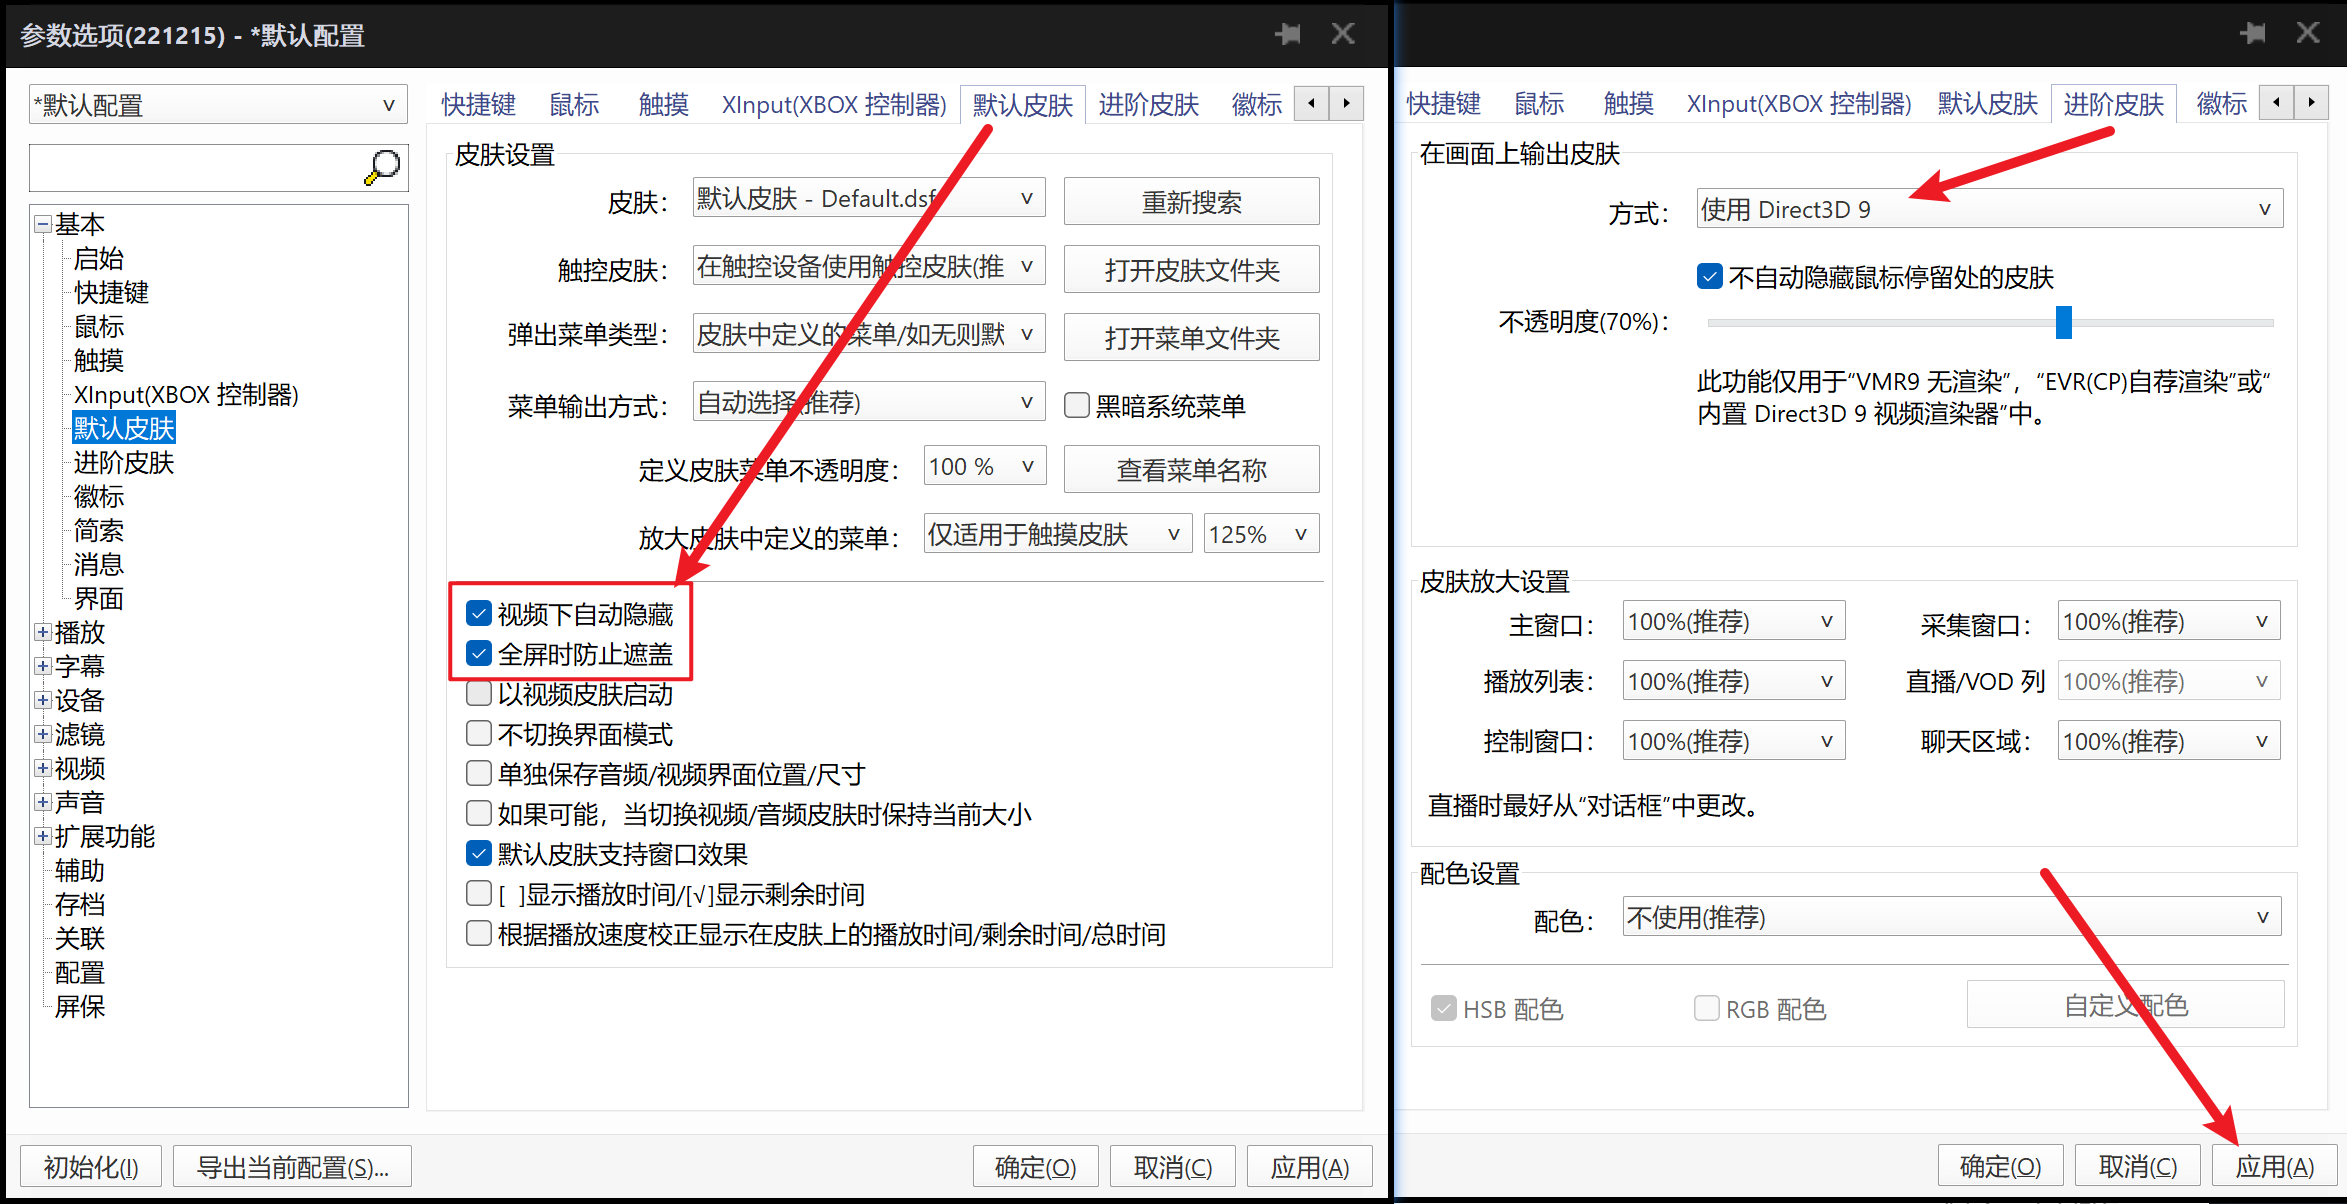 参数选项(221215) - *默认配置
*默认配置
基本
启始
快捷键
鼠标
触摸
XInput(XBOX 控制器)
默认皮肤
进阶皮肤
徽标
简索
消息
界面
播放
字幕
设备
滤镜
视频
声音
扩展功能
辅助
存档
关联
配置
屏保
初始化(I)
导出当前配置(S)...
快捷键 鼠标 触摸 XInput(XBOX 控制器) 默认皮肤 进阶皮肤 徽标
皮肤设置
皮肤： 默认皮肤 - Default.dsf 重新搜索
触控皮肤： 在触控设备使用触控皮肤(推 打开皮肤文件夹
弹出菜单类型： 皮肤中定义的菜单/如无则默 打开菜单文件夹
菜单输出方式： 自动选择(推荐) 黑暗系统菜单
定义皮肤菜单不透明度： 100 % 查看菜单名称
放大皮肤中定义的菜单： 仅适用于触摸皮肤 125%
视频下自动隐藏
全屏时防止遮盖
以视频皮肤启动
不切换界面模式
单独保存音频/视频界面位置/尺寸
如果可能，当切换视频/音频皮肤时保持当前大小
默认皮肤支持窗口效果
[ ]显示播放时间/[√]显示剩余时间
根据播放速度校正显示在皮肤上的播放时间/剩余时间/总时间
确定(O) 取消(C) 应用(A)
快捷键 鼠标 触摸 XInput(XBOX 控制器) 默认皮肤 进阶皮肤 徽标
在画面上输出皮肤
方式： 使用 Direct3D 9
不自动隐藏鼠标停留处的皮肤
不透明度(70%)：
此功能仅用于“VMR9 无渲染”，“EVR(CP)自荐渲染”或“
内置 Direct3D 9 视频渲染器”中。
皮肤放大设置
主窗口： 100%(推荐) 采集窗口： 100%(推荐)
播放列表： 100%(推荐) 直播/VOD 列 100%(推荐)
控制窗口： 100%(推荐) 聊天区域： 100%(推荐)
直播时最好从“对话框”中更改。
配色设置
配色： 不使用(推荐)
HSB 配色 RGB 配色 自定义配色
确定(O) 取消(C) 应用(A)